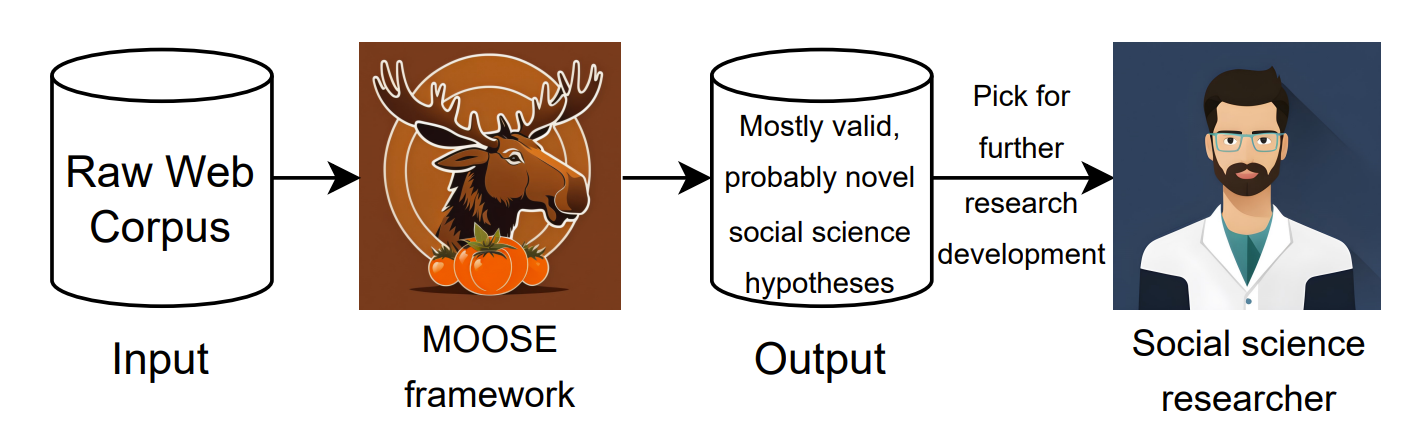 Raw Web
Corpus
Input
MOOSE
framework
Mostly valid,
probably novel
social science
hypotheses
Output
Pick for
further
research
development
Social science
researcher